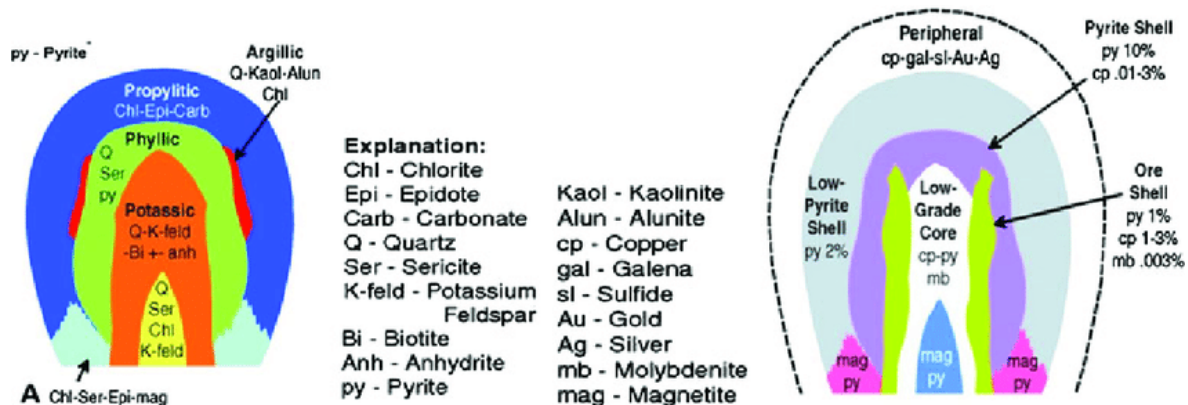 py - Pyrite
Argillic
Q-Kaol-Alun
Chl
Propylitic
Chl-Epi-Carb
Phyllic
Q
Ser
py
Potassic
Q-K-feld
-Bi +- anh
Q
Ser
Chl
K-feld
A
Chl-Ser-Epi-mag
Explanation:
Chl - Chlorite
Epi - Epidote
Carb - Carbonate
Q - Quartz
Ser - Sericite
K-feld - Potassium
Feldspar
Bi - Biotite
Anh - Anhydrite
py - Pyrite
Kaol - Kaolinite
Alun - Alunite
cp - Copper
gal - Galena
sl - Sulfide
Au - Gold
Ag - Silver
mb - Molybdenite
mag - Magnetite
Peripheral
cp-gal-sl-Au-Ag
Pyrite Shell
py 10%
cp .01-3%
Low-
Pyrite
Shell
py 2%
Low-
Grade
Core
cp-py
mb
Ore
Shell
py 1%
cp 1-3%
mb .003%
mag
py
mag
py
mag
py